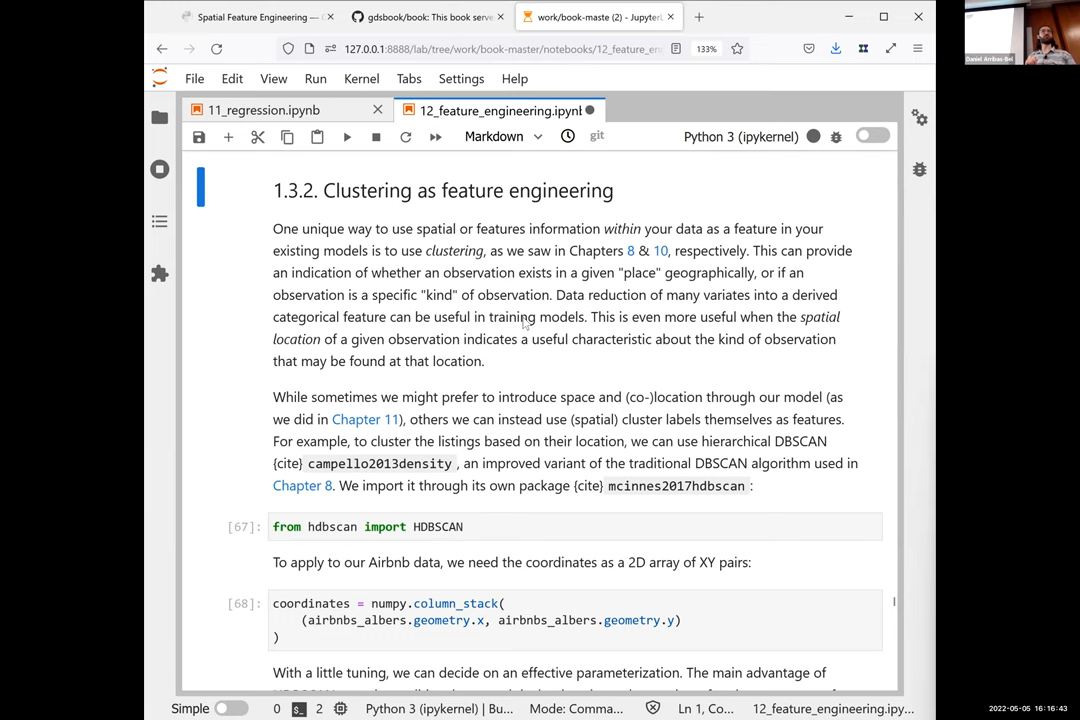 Spatial Feature Engineering — C
gdsbook/book: This book serve
work/book-maste (2) - JupyterL
127.0.0.1:8888/lab/tree/work/book-master/notebooks/12_feature_en
133%
File Edit View Run Kernel Tabs Settings Help
11_regression.ipynb
12_feature_engineering.ipynb
Markdown
git
Python 3 (ipykernel)
1.3.2. Clustering as feature engineering
One unique way to use spatial or features information within your data as a feature in your
existing models is to use clustering, as we saw in Chapters 8 & 10, respectively. This can provide
an indication of whether an observation exists in a given "place" geographically, or if an
observation is a specific "kind" of observation. Data reduction of many variates into a derived
categorical feature can be useful in training models. This is even more useful when the spatial
location of a given observation indicates a useful characteristic about the kind of observation
that may be found at that location.
While sometimes we might prefer to introduce space and (co-)location through our model (as
we did in Chapter 11), others we can instead use (spatial) cluster labels themselves as features.
For example, to cluster the listings based on their location, we can use hierarchical DBSCAN
{cite} campello2013density , an improved variant of the traditional DBSCAN algorithm used in
Chapter 8. We import it through its own package {cite} mcinnes2017hdbscan :
[67]: from hdbscan import HDBSCAN
To apply to our Airbnb data, we need the coordinates as a 2D array of XY pairs:
[68]: coordinates = numpy.column_stack(
(airbnbs_albers.geometry.x, airbnbs_albers.geometry.y)
)
With a little tuning, we can decide on an effective parameterization. The main advantage of
Simple 0 2 Python 3 (ipykernel) | Bu... Mode: Comma... Ln 1, Co... 12_feature_engineering.ipy...
Daniel Arribas-Bel
2022-05-05 16:16:43